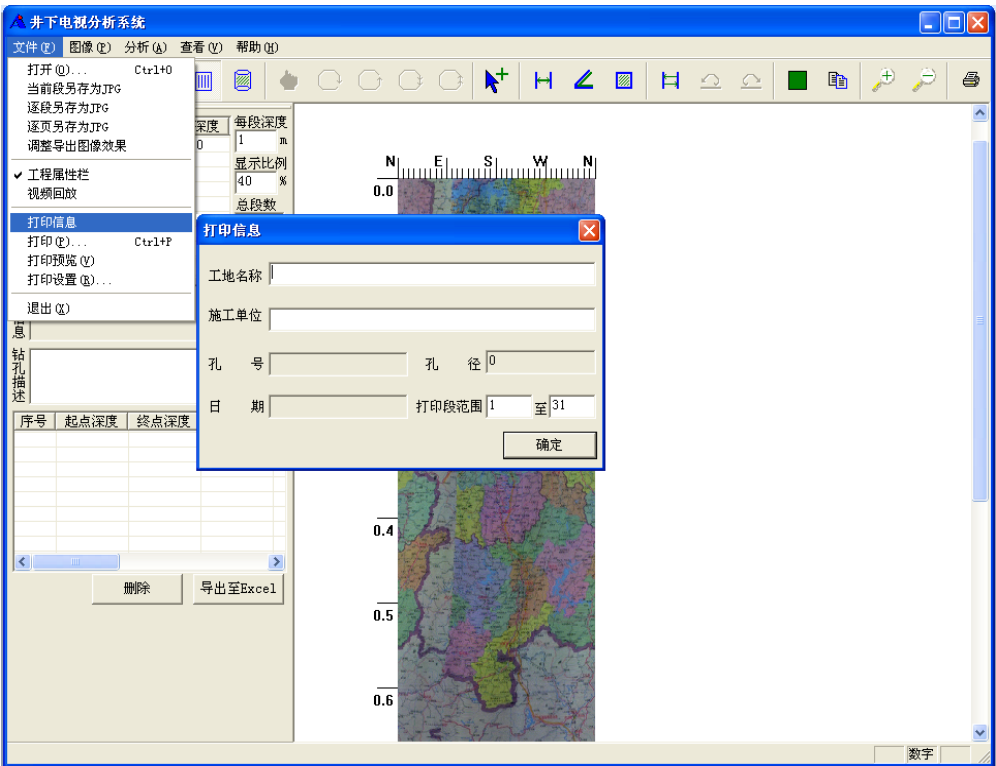 井下电视分析系统
文件(F) 图像(P) 分析(A) 查看(V) 帮助(H)
打开(O)... Ctrl+O
当前段另存为JPG
逐段另存为JPG
逐页另存为JPG
调整导出图像效果
工程属性栏
视频回放
打印信息
打印(P)... Ctrl+P
打印预览(V)
打印设置(R)...
退出(X)
深度
0
每段深度
1 m
显示比例
40 %
总段数
息
钻孔描述
序号 起点深度 终点深度
删除 导出至Excel
打印信息
工地名称
施工单位
孔 号 孔 径 0
日 期 打印段范围 1 至 31
确定
N E S W N
0.0
0.4
0.5
0.6
数字